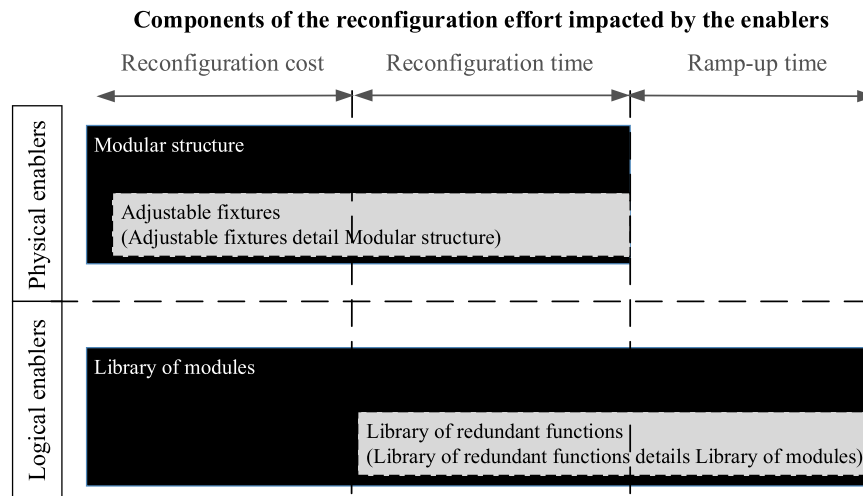 Components of the reconfiguration effort impacted by the enablers
Reconfiguration cost
Reconfiguration time
Ramp-up time
Physical enablers
Modular structure
Adjustable fixtures
(Adjustable fixtures detail Modular structure)
Logical enablers
Library of modules
Library of redundant functions
(Library of redundant functions details Library of modules)